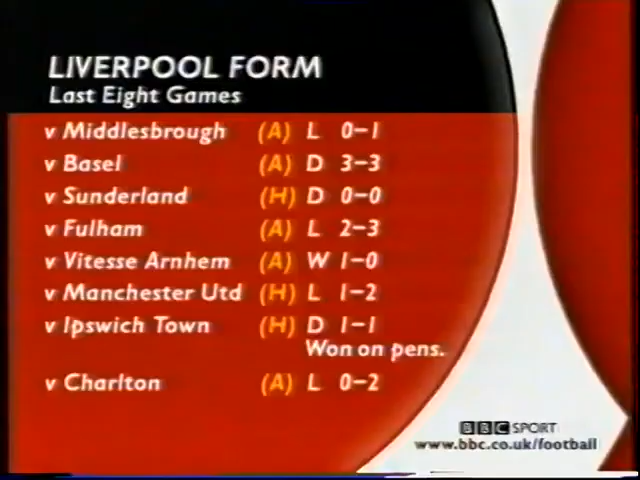 LIVERPOOL FORM
Last Eight Games
v Middlesbrough (A) L 0-1
v Basel (A) D 3-3
v Sunderland (H) D 0-0
v Fulham (A) L 2-3
v Vitesse Arnhem (A) W 1-0
v Manchester Utd (H) L 1-2
v Ipswich Town (H) D 1-1
Won on pens.
v Charlton (A) L 0-2
BBC SPORT
www.bbc.co.uk/football